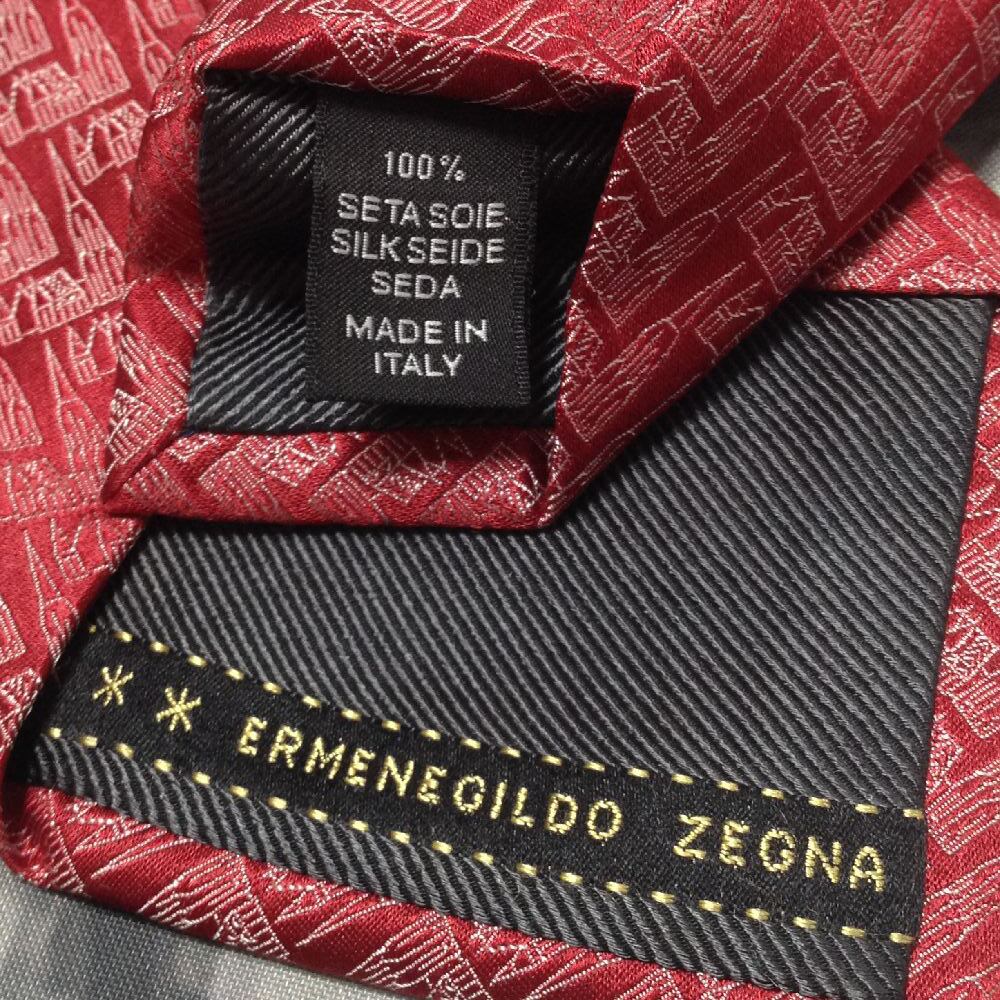 100%
SETA SOIE
SILK SEIDE
SEDA
MADE IN
ITALY
** ERMENEGILDO ZEGNA